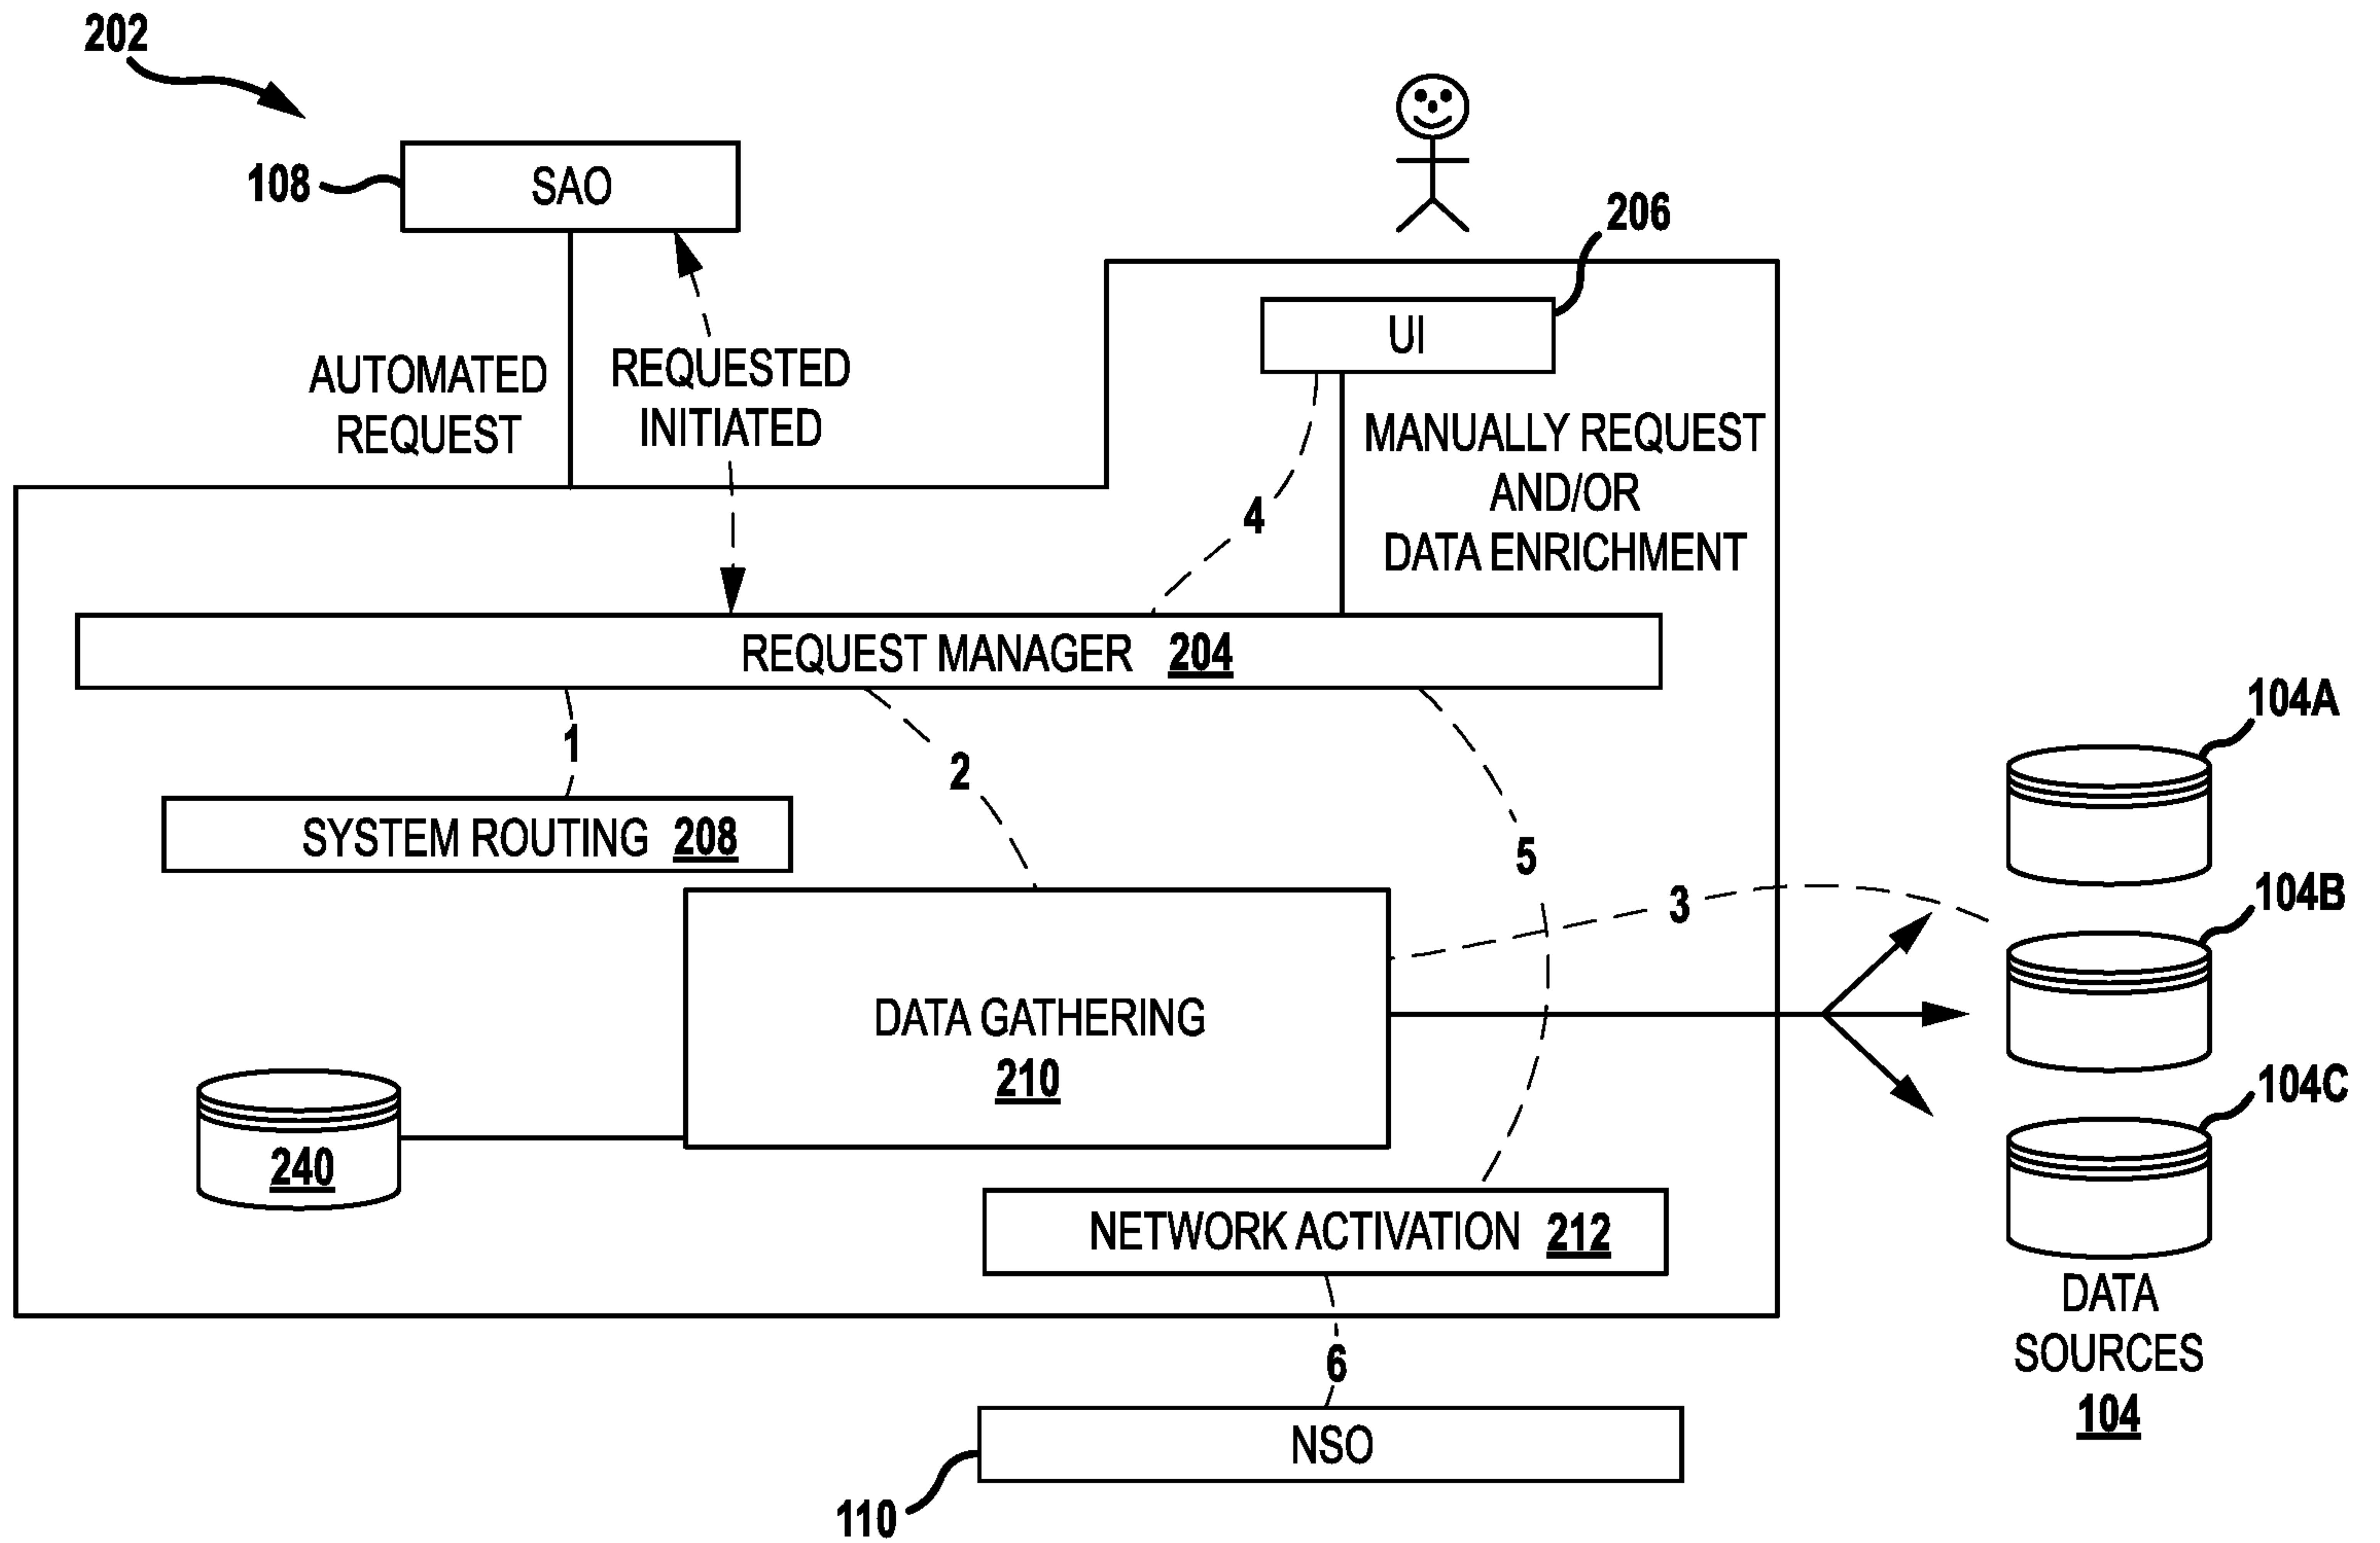 202
108
SAO
206
UI
AUTOMATED
REQUEST
REQUESTED
INITIATED
MANUALLY REQUEST
AND/OR
DATA ENRICHMENT
4
REQUEST MANAGER 204
1
2
5
3
SYSTEM ROUTING 208
DATA GATHERING
210
240
NETWORK ACTIVATION 212
6
NSO
110
104A
104B
104C
DATA
SOURCES
104